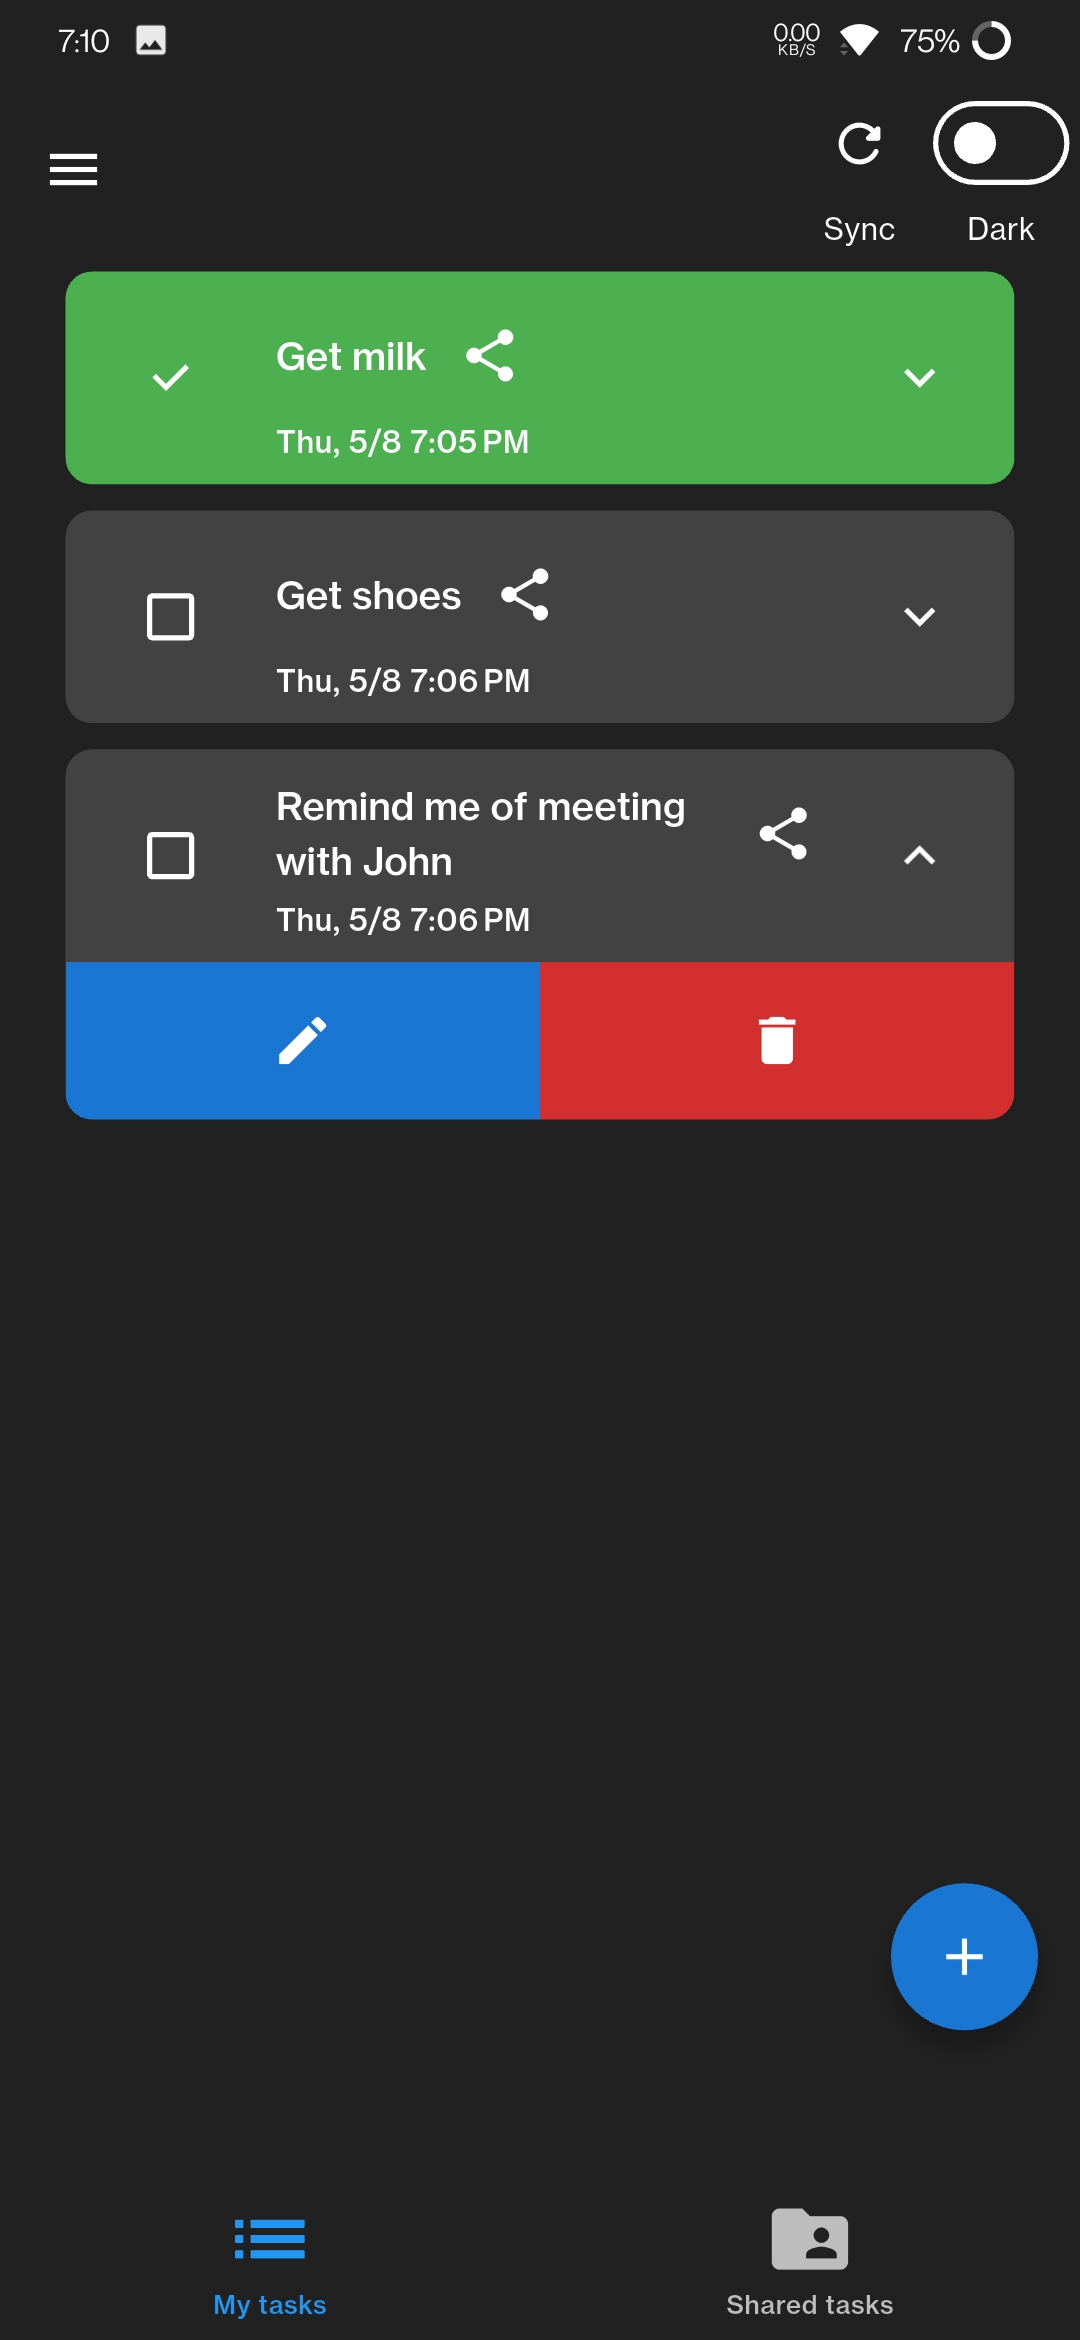 7:10
0.00
KB/S
75%
Sync
Dark
Get milk
Thu, 5/8 7:05 PM
Get shoes
Thu, 5/8 7:06 PM
Remind me of meeting
with John
Thu, 5/8 7:06 PM
My tasks
Shared tasks